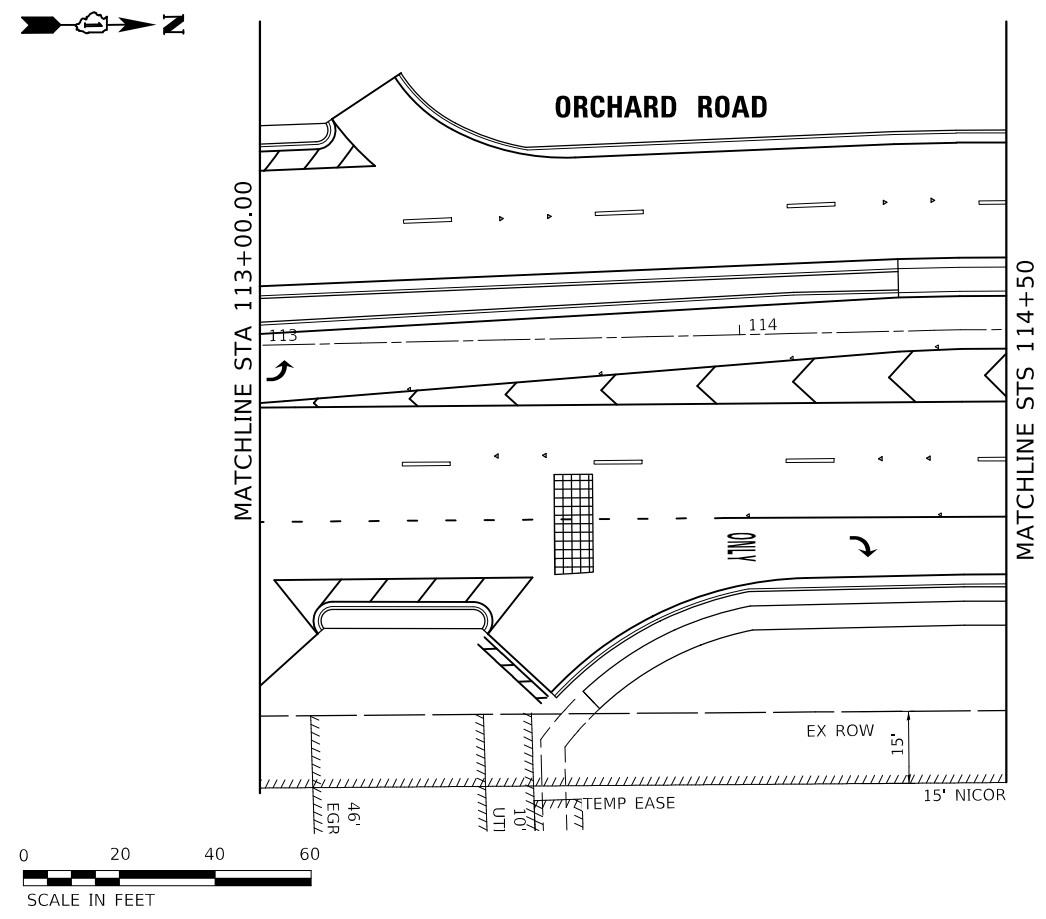 N
ORCHARD ROAD
MATCHLINE STA 113+00.00
MATCHLINE STS 114+50
113
114
ONLY
EX ROW
15'
15' NICOR
TEMP EASE
46'
EGR
10'
UTI
0 20 40 60
SCALE IN FEET